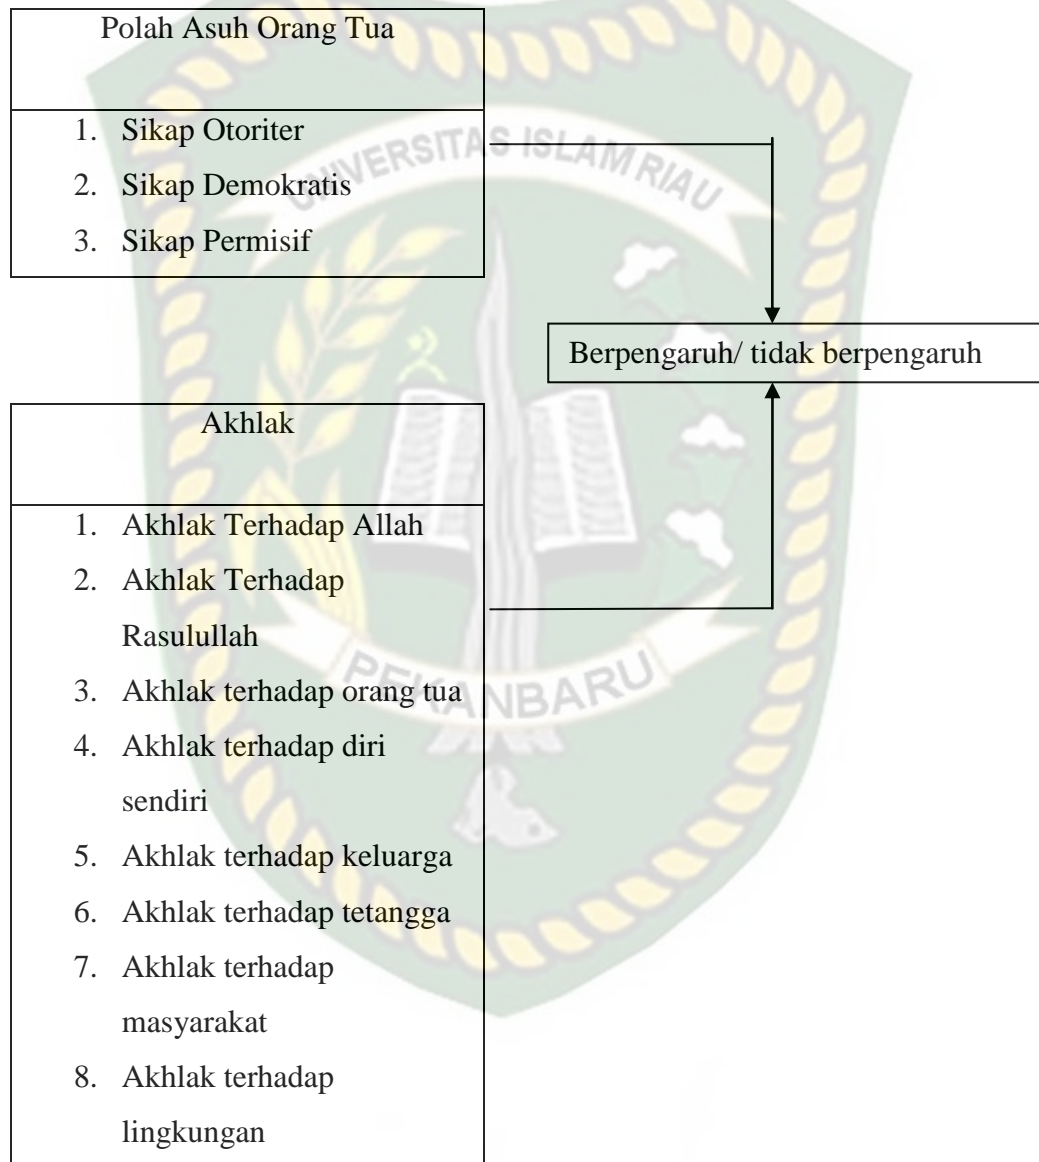 Polah Asuh Orang Tua
1. Sikap Otoriter
2. Sikap Demokratis
3. Sikap Permisif
UNIVERSITAS ISLAM RIAU
Berpengaruh/ tidak berpengaruh
Akhlak
1. Akhlak Terhadap Allah
2. Akhlak Terhadap
Rasulullah
3. Akhlak terhadap orang tua
4. Akhlak terhadap diri
sendiri
5. Akhlak terhadap keluarga
6. Akhlak terhadap tetangga
7. Akhlak terhadap
masyarakat
8. Akhlak terhadap
lingkungan
PEKANBARU